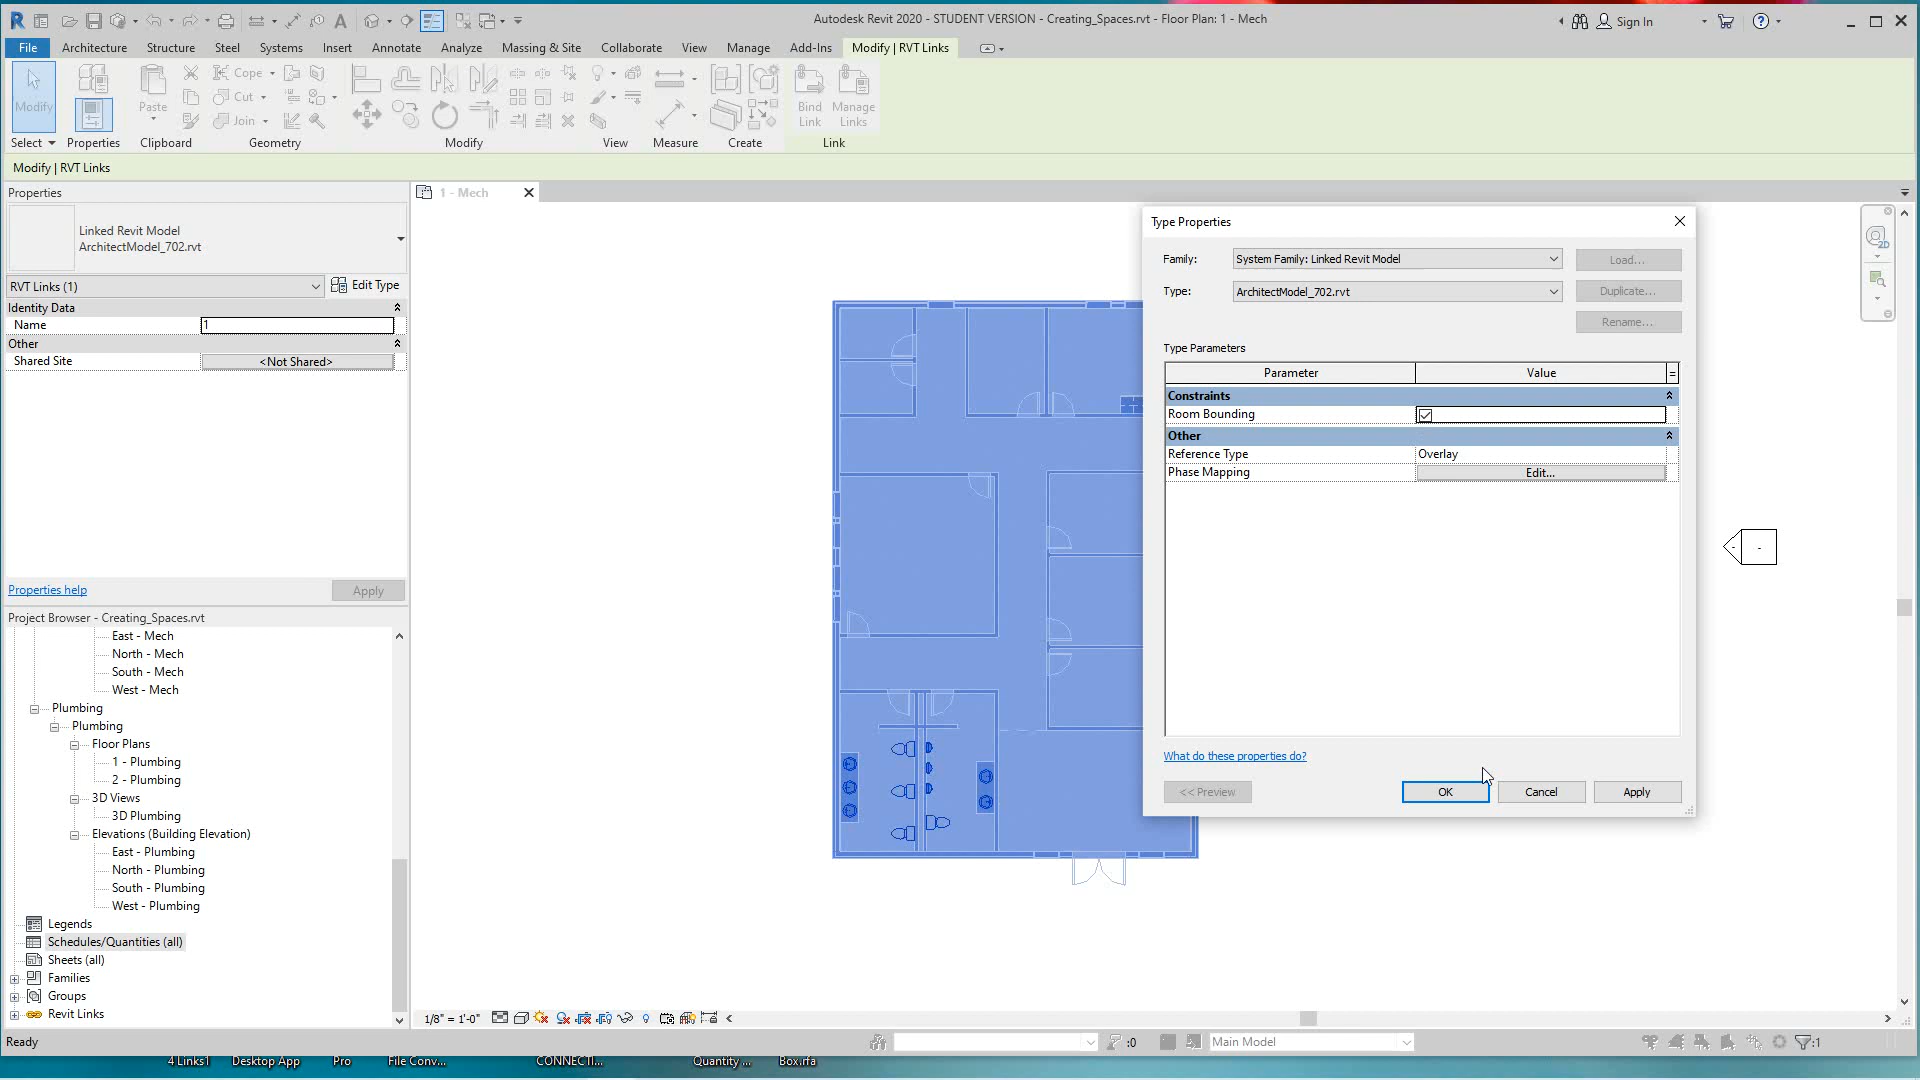 Autodesk Revit 2020 - STUDENT VERSION - Creating_Spaces.rvt - Floor Plan: 1 - Mech
Sign In
File Architecture Structure Steel Systems Insert Annotate Analyze Massing & Site Collaborate View Manage Add-Ins Modify | RVT Links
Modify
Paste
Cope
Cut
Join
Bind Link
Manage Links
Select Properties Clipboard Geometry Modify View Measure Create Link
Modify | RVT Links
Properties
Linked Revit Model
ArchitectModel_702.rvt
RVT Links (1)
Edit Type
Identity Data
Name 1
Other
Shared Site <Not Shared>
Properties help
Apply
Project Browser - Creating_Spaces.rvt
East - Mech
North - Mech
South - Mech
West - Mech
Plumbing
Plumbing
Floor Plans
1 - Plumbing
2 - Plumbing
3D Views
3D Plumbing
Elevations (Building Elevation)
East - Plumbing
North - Plumbing
South - Plumbing
West - Plumbing
Legends
Schedules/Quantities (all)
Sheets (all)
Families
Groups
Revit Links
1 - Mech
Type Properties
Family: System Family: Linked Revit Model Load...
Type: ArchitectModel_702.rvt Duplicate...
Rename...
Type Parameters
Parameter Value =
Constraints
Room Bounding
Other
Reference Type Overlay
Phase Mapping Edit...
What do these properties do?
<< Preview OK Cancel Apply
2D
1/8" = 1'-0"
Ready
:0
Main Model
:1
4 Links1 Desktop App Pro File Conv... CONNECTI... Quantity ... Box.rfa